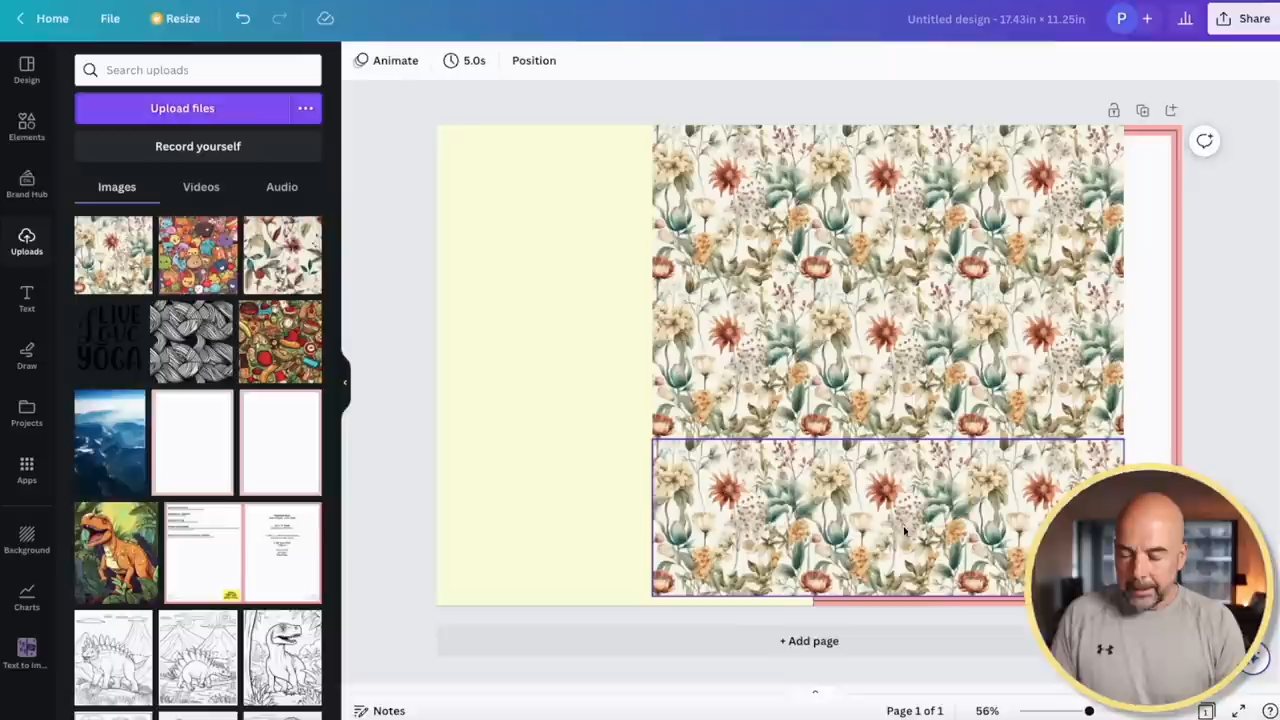 Home
File
Resize
Untitled design - 17.43in × 11.25in
P
+
Share
Design
Elements
Brand Hub
Uploads
Text
Draw
Projects
Apps
Background
Charts
Text to Im...
Search uploads
Upload files
Record yourself
Images
Videos
Audio
LIVE
LOVE
YOGA
Animate
5.0s
Position
+ Add page
Notes
Page 1 of 1
56%
1
?